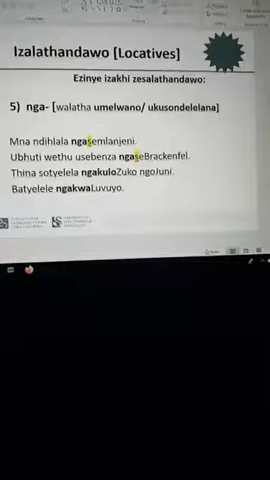 Izalathandawo [Locatives]
Ezinye izakhi zesalathandawo:
5) nga- [walatha umelwano/ ukusondelelana]
Mna ndihlala ngasemlanjeni.
Ubhuti wethu usebenza ngaseBrackenfel.
Thina sotyelela ngakuloZuko ngoJuni.
Batyelele ngakwaLuvuyo.